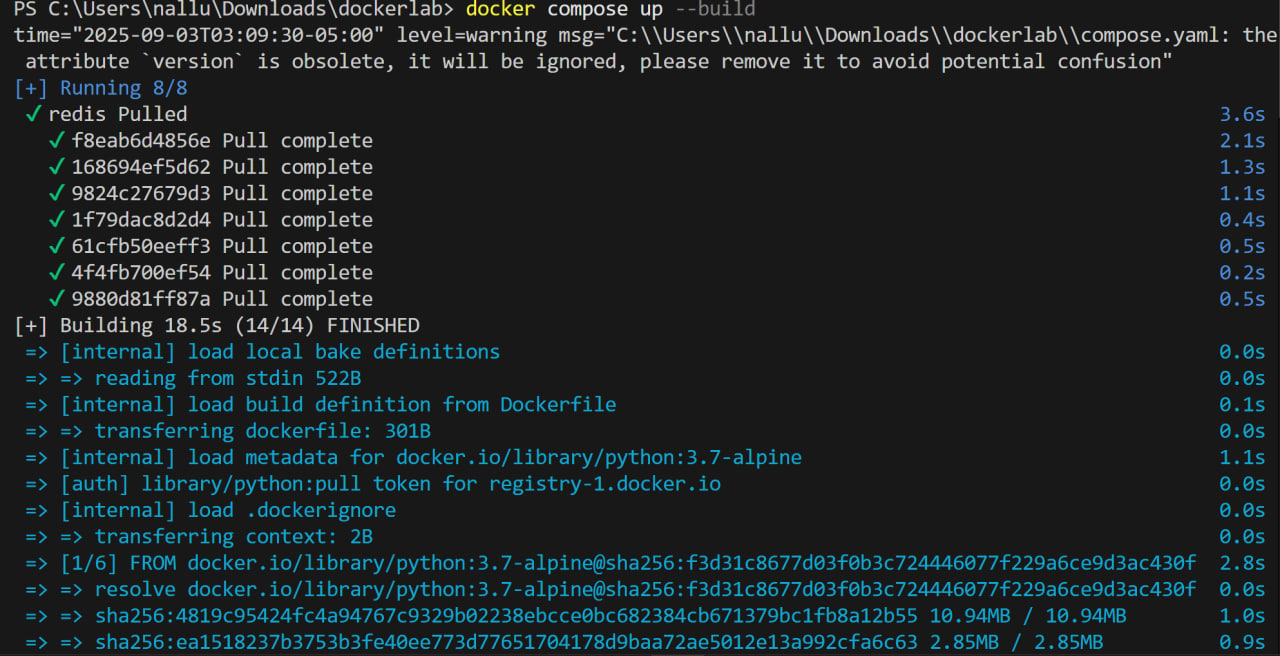 PS C:\Users\nallu\Downloads\dockerlab> docker compose up --build
time="2025-09-03T03:09:30-05:00" level=warning msg="C:\\Users\\nallu\\Downloads\\dockerlab\\compose.yaml: the
attribute `version` is obsolete, it will be ignored, please remove it to avoid potential confusion"
[+] Running 8/8
✓ redis Pulled 3.6s
✓ f8eab6d4856e Pull complete 2.1s
✓ 168694ef5d62 Pull complete 1.3s
✓ 9824c27679d3 Pull complete 1.1s
✓ 1f79dac8d2d4 Pull complete 0.4s
✓ 61cfb50eeff3 Pull complete 0.5s
✓ 4f4fb700ef54 Pull complete 0.2s
✓ 9880d81ff87a Pull complete 0.5s
[+] Building 18.5s (14/14) FINISHED
=> [internal] load local bake definitions 0.0s
=> => reading from stdin 522B 0.0s
=> [internal] load build definition from Dockerfile 0.1s
=> => transferring dockerfile: 301B 0.0s
=> [internal] load metadata for docker.io/library/python:3.7-alpine 1.1s
=> [auth] library/python:pull token for registry-1.docker.io 0.0s
=> [internal] load .dockerignore 0.0s
=> => transferring context: 2B 0.0s
=> [1/6] FROM docker.io/library/python:3.7-alpine@sha256:f3d31c8677d03f0b3c724446077f229a6ce9d3ac430f 2.8s
=> => resolve docker.io/library/python:3.7-alpine@sha256:f3d31c8677d03f0b3c724446077f229a6ce9d3ac430f 0.0s
=> => sha256:4819c95424fc4a94767c9329b02238ebcce0bc682384cb671379bc1fb8a12b55 10.94MB / 10.94MB 1.0s
=> => sha256:ea1518237b3753b3fe40ee773d77651704178d9baa72ae5012e13a992cfa6c63 2.85MB / 2.85MB 0.9s